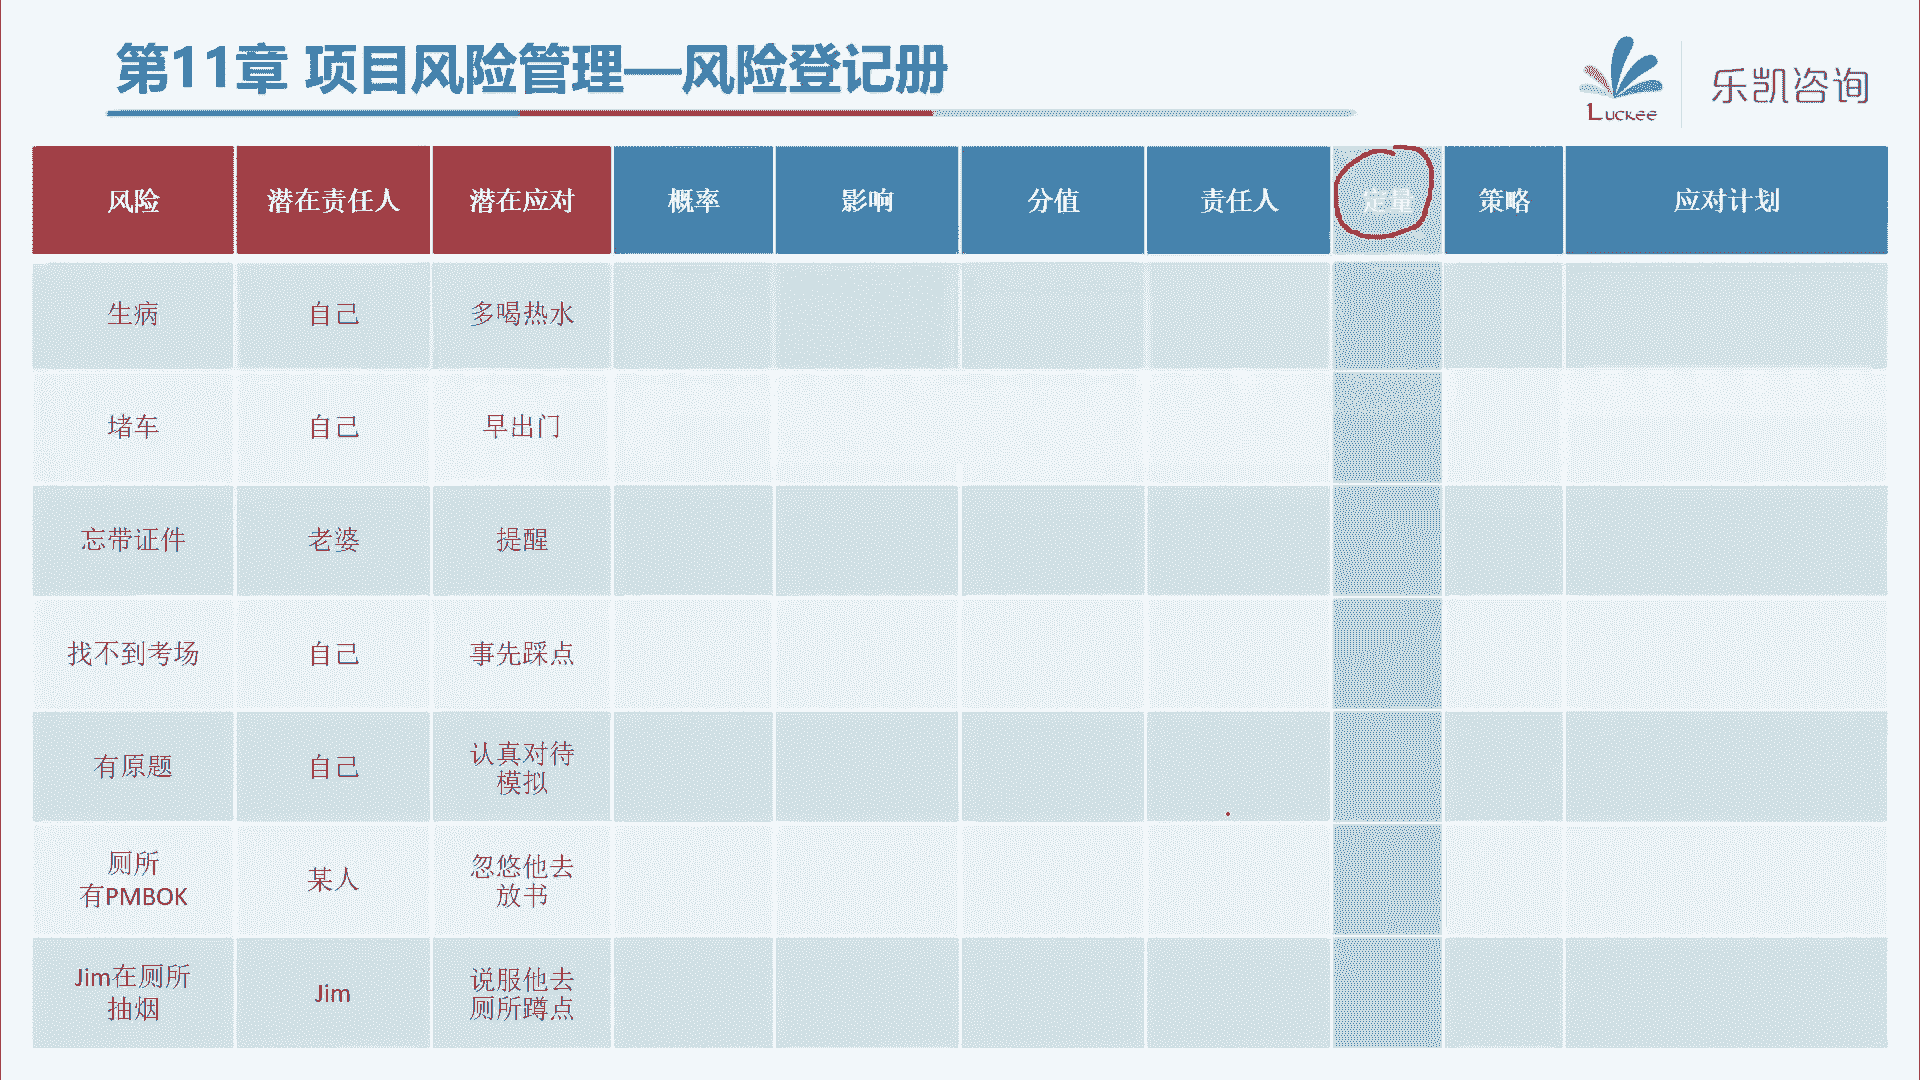 第11章 项目风险管理—风险登记册
Luckee 乐凯咨询
风险 潜在责任人 潜在应对 概率 影响 分值 责任人 定量 策略 应对计划
生病 自己 多喝热水
堵车 自己 早出门
忘带证件 老婆 提醒
找不到考场 自己 事先踩点
有原题 自己 认真对待
模拟
厕所
有PMBOK 某人 忽悠他去
放书
Jim在厕所
抽烟 Jim 说服他去
厕所蹲点